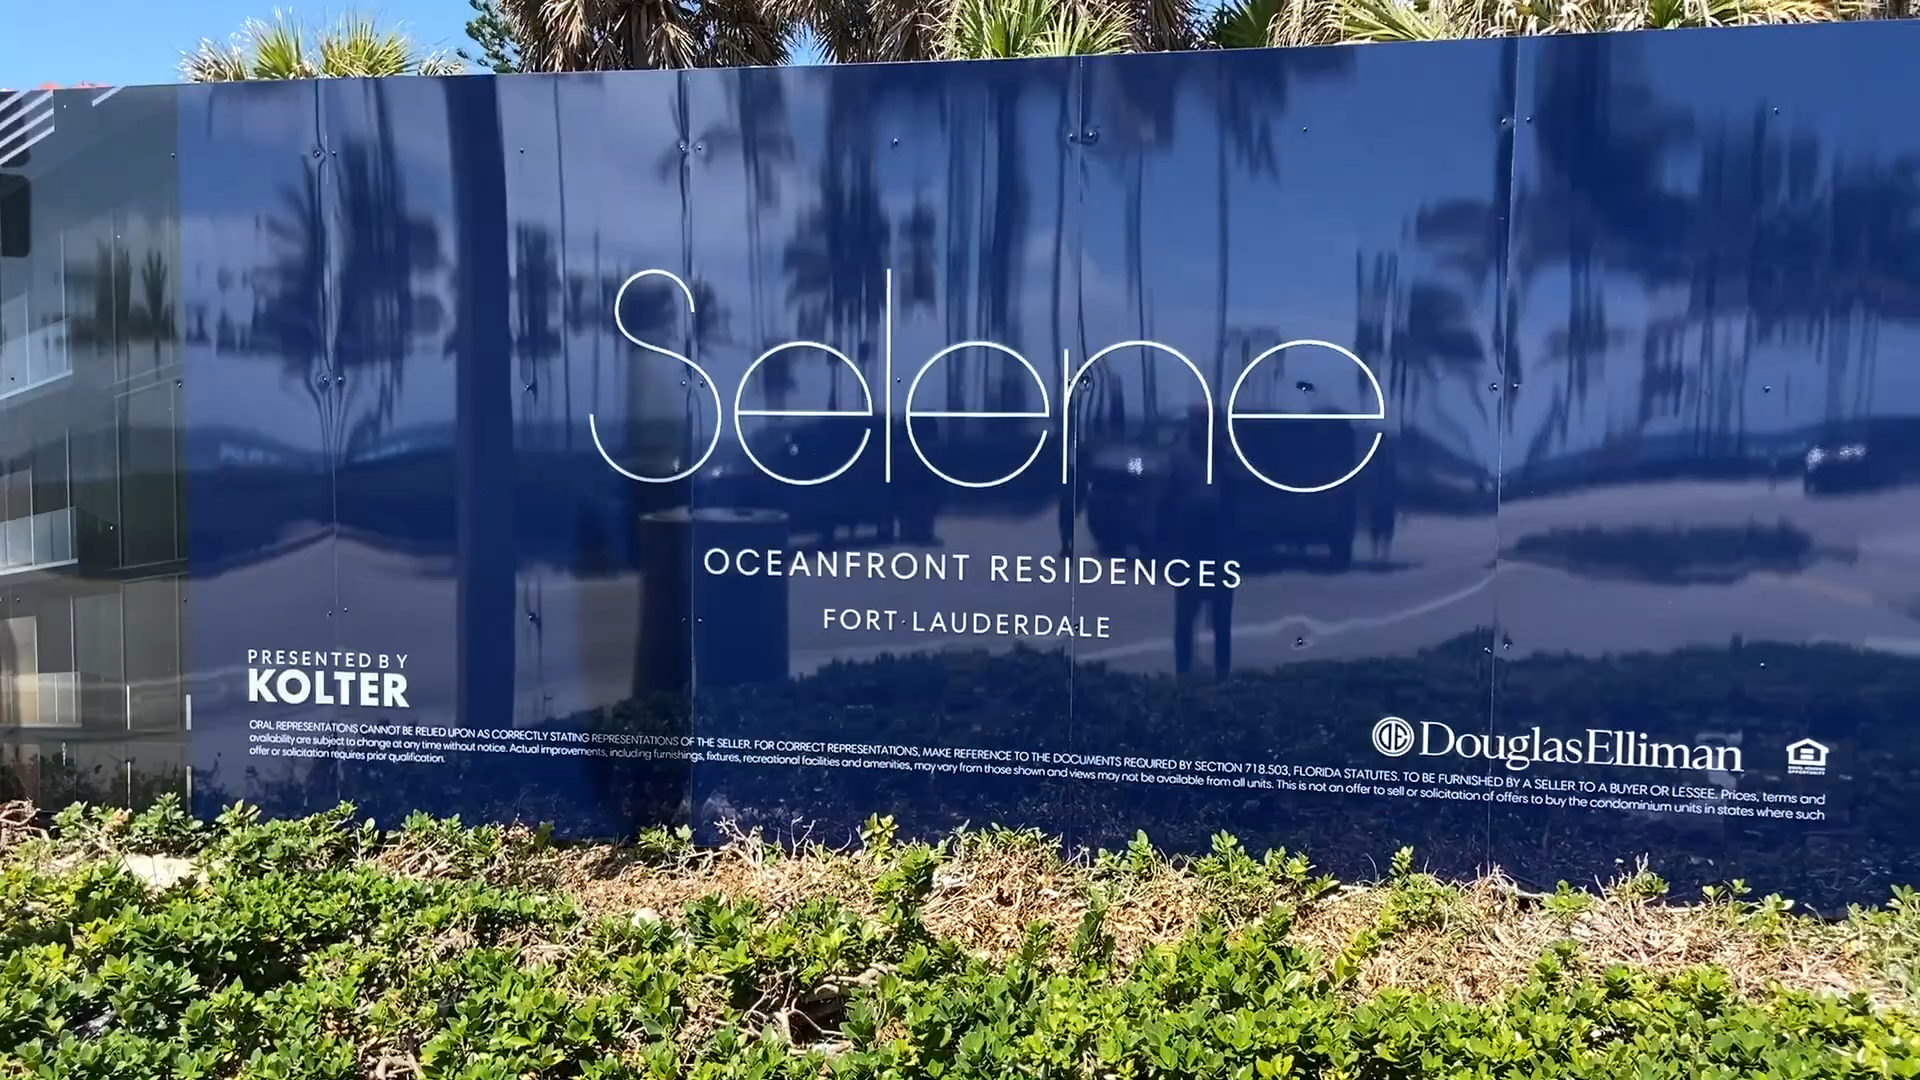 Selene
OCEANFRONT RESIDENCES
FORT LAUDERDALE
PRESENTED BY
KOLTER
DouglasElliman
ORAL REPRESENTATIONS CANNOT BE RELIED UPON AS CORRECTLY STATING REPRESENTATIONS OF THE SELLER. FOR CORRECT REPRESENTATIONS, MAKE REFERENCE TO THE DOCUMENTS REQUIRED BY SECTION 718.503, FLORIDA STATUTES. TO BE FURNISHED BY A SELLER TO A BUYER OR LESSEE. Prices, terms and
availability are subject to change at any time without notice. Actual improvements, including furnishings, fixtures, recreational facilities and amenities, may vary from those shown and views may not be available from all units. This is not an offer to sell or solicitation of offers to buy the condominium units in states where such
offer or solicitation requires prior qualification.